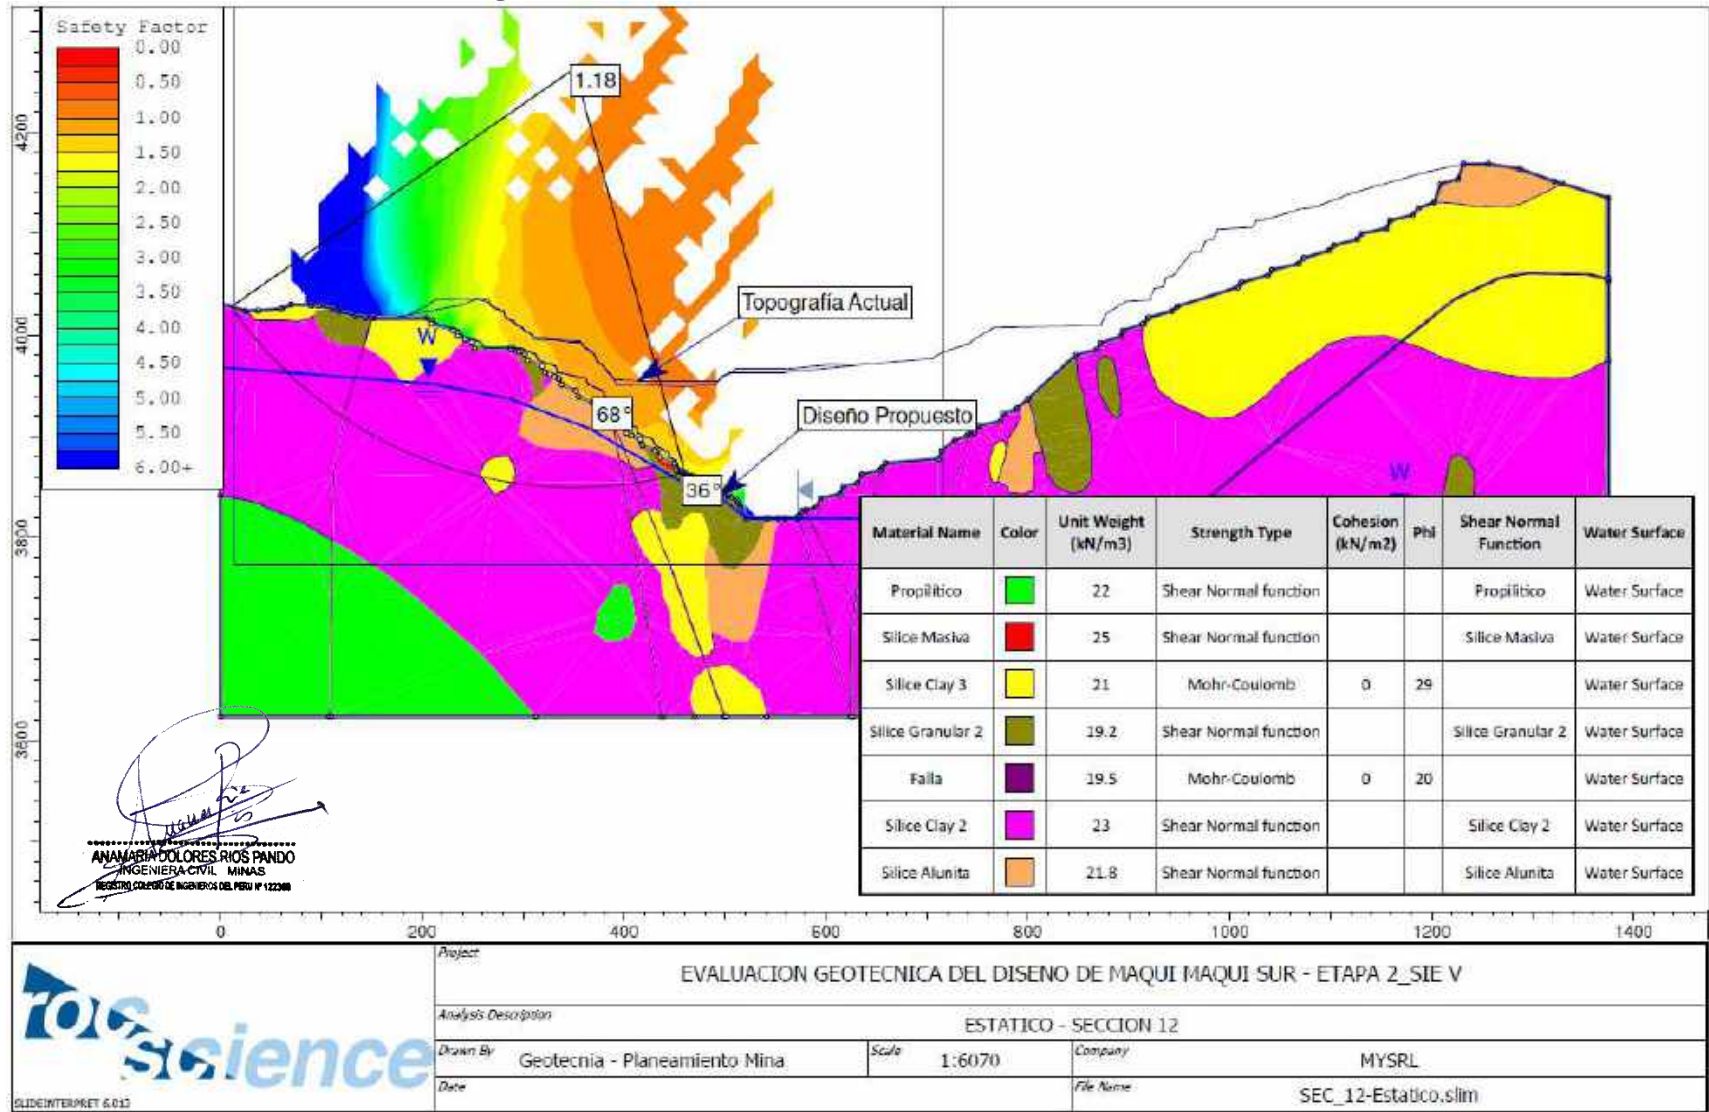 Safety Factor
0.00
0.50
1.00
1.50
2.00
2.50
3.00
3.50
4.00
4.50
5.00
5.50
6.00+
1.18
Topografía Actual
Diseño Propuesto
68°
36°
W
W
4200
4000
3800
3600
0 200 400 600 800 1000 1200 1400
Material Name Color Unit Weight (kN/m3) Strength Type Cohesion (kN/m2) Phi Shear Normal Function Water Surface
Propilítico 22 Shear Normal function Propilítico Water Surface
Silice Masiva 25 Shear Normal function Silice Masiva Water Surface
Silice Clay 3 21 Mohr-Coulomb 0 29 Water Surface
Silice Granular 2 19.2 Shear Normal function Silice Granular 2 Water Surface
Falla 19.5 Mohr-Coulomb 0 20 Water Surface
Silice Clay 2 23 Shear Normal function Silice Clay 2 Water Surface
Silice Alunita 21.8 Shear Normal function Silice Alunita Water Surface
ANAMARIA DOLORES RIOS PANDO
INGENIERA CIVIL MINAS
REGISTRO COLEGIO DE INGENIEROS DEL PERU N°
rocscience
SLIDEINTERPRET 6.013
Project
EVALUACION GEOTECNICA DEL DISENO DE MAQUI MAQUI SUR - ETAPA 2_SIE V
Analysis Description
ESTATICO - SECCION 12
Drawn By Geotecnia - Planeamiento Mina Scale 1:6070 Company MYSRL
Date File Name SEC_12-Estatico.slim